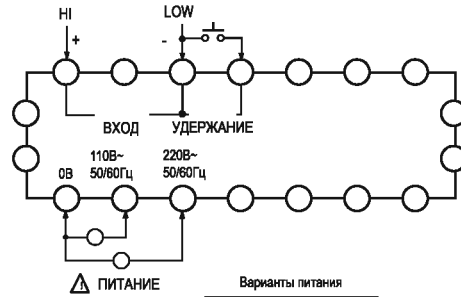 HI
LOW
+
-
ВХОД
УДЕРЖАНИЕ
0В
110В~
50/60Гц
220В~
50/60Гц
ПИТАНИЕ
Варианты питания